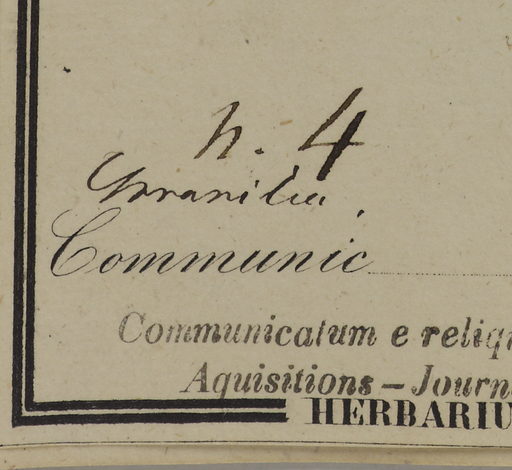 n. 4
Communic
Communicatum e reliq
Aquisitions – Journ
HERBARIU